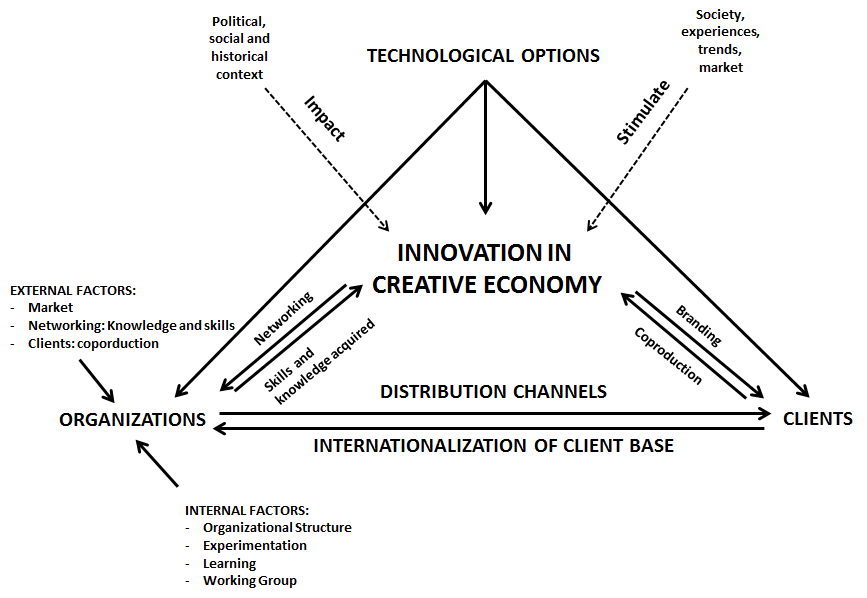 Political,
social and
historical
context
TECHNOLOGICAL OPTIONS
Society,
experiences,
trends,
market
Impact
Stimulate
INNOVATION IN
CREATIVE ECONOMY
EXTERNAL FACTORS:
- Market
- Networking: Knowledge and skills
- Clients: coporduction
Networking
Skills and
knowledge acquired
Branding
Coproduction
DISTRIBUTION CHANNELS
ORGANIZATIONS
CLIENTS
INTERNATIONALIZATION OF CLIENT BASE
INTERNAL FACTORS:
- Organizational Structure
- Experimentation
- Learning
- Working Group